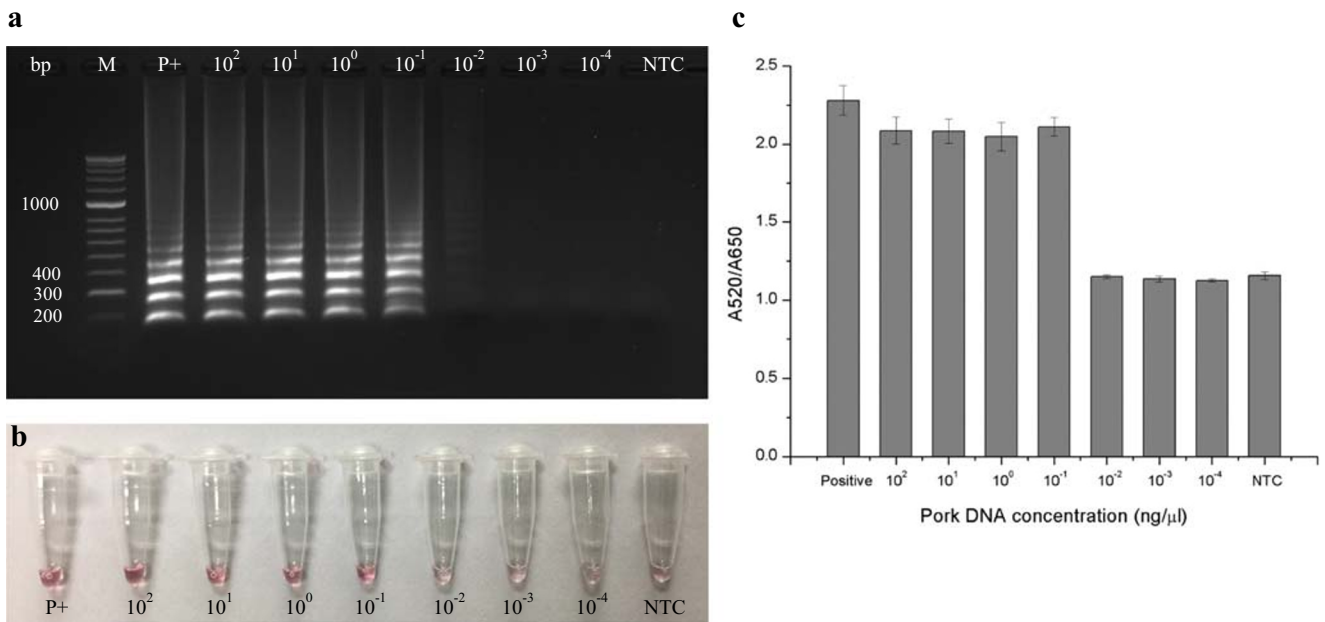 a
bp M P+ 10² 10¹ 10⁰ 10⁻¹ 10⁻² 10⁻³ 10⁻⁴ NTC
1000
400
300
200
b
P+ 10² 10¹ 10⁰ 10⁻¹ 10⁻² 10⁻³ 10⁻⁴ NTC
c
2.5
2.0
1.5
1.0
0.5
0.0
A520/A650
Positive 10² 10¹ 10⁰ 10⁻¹ 10⁻² 10⁻³ 10⁻⁴ NTC
Pork DNA concentration (ng/μl)